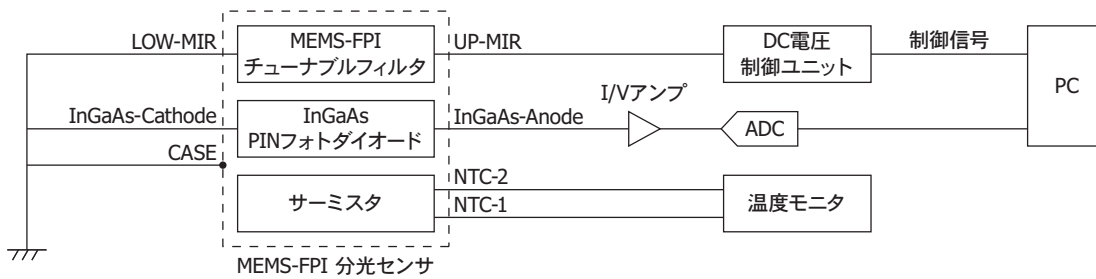 LOW-MIR
MEMS-FPI
チューナブルフィルタ
UP-MIR
DC電圧
制御ユニット
制御信号
PC
InGaAs-Cathode
InGaAs
PINフォトダイオード
InGaAs-Anode
I/Vアンプ
ADC
CASE
サーミスタ
NTC-2
NTC-1
温度モニタ
MEMS-FPI 分光センサ